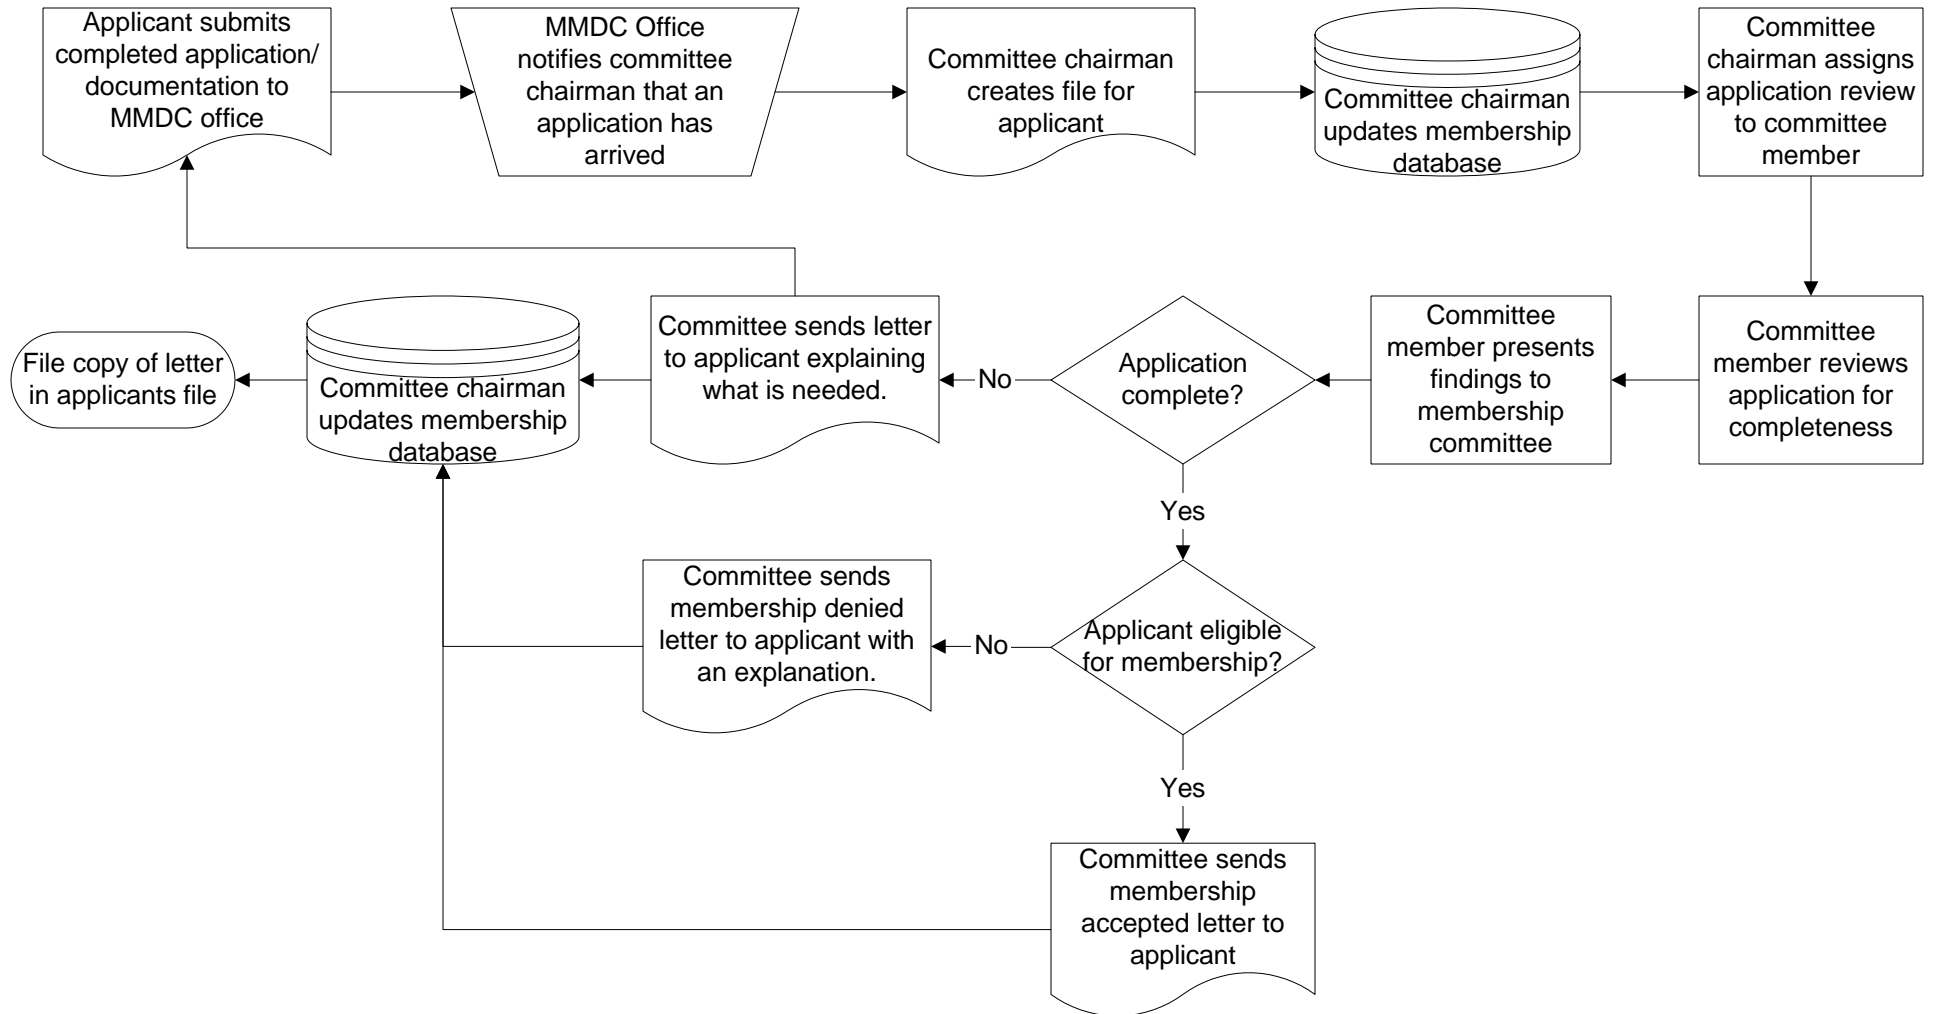 Applicant submits
completed application/
documentation to
MMDC office
MMDC Office
notifies committee
chairman that an
application has
arrived
Committee chairman
creates file for
applicant
Committee chairman
updates membership
database
Committee
chairman assigns
application review
to committee
member
Committee
member reviews
application for
completeness
Committee
member presents
findings to
membership
committee
Application
complete?
No
Committee sends letter
to applicant explaining
what is needed.
Committee chairman
updates membership
database
File copy of letter
in applicants file
Yes
Applicant eligible
for membership?
No
Committee sends
membership denied
letter to applicant with
an explanation.
Yes
Committee sends
membership
accepted letter to
applicant